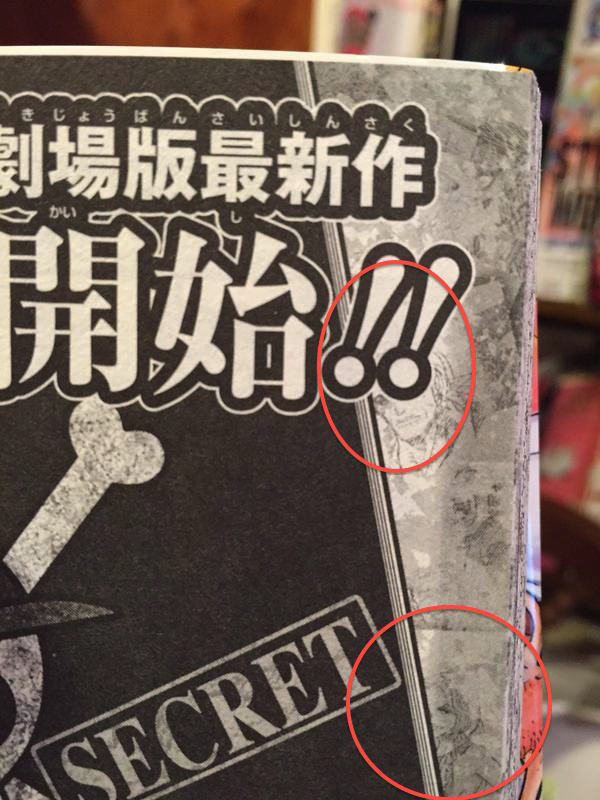 きじょうばんさいしんさく
劇場版最新作
かい し
開始!!
SECRET